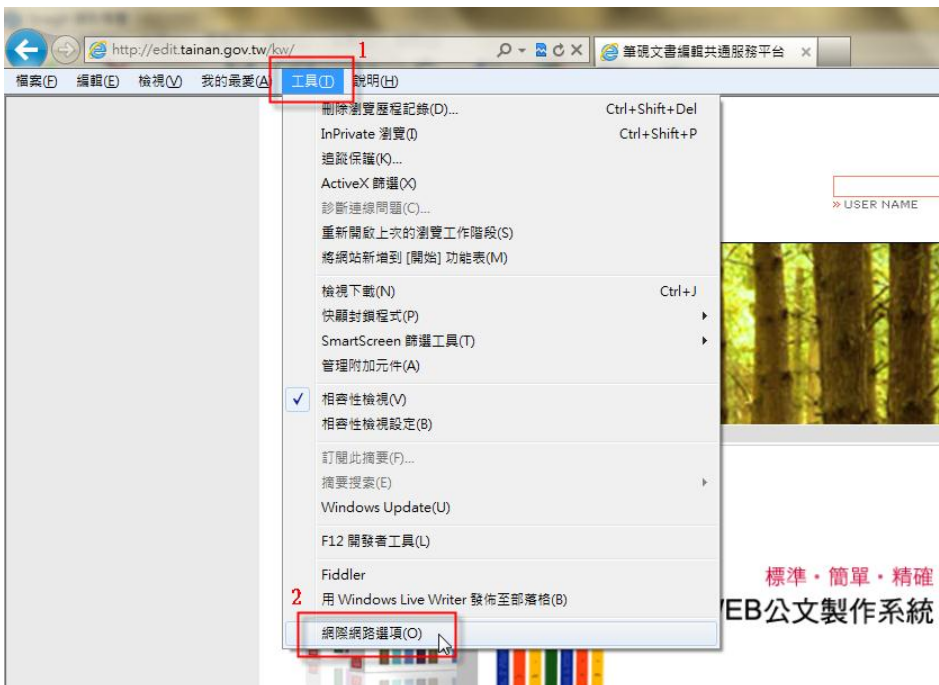 http://edit.tainan.gov.tw/kw/
筆硯文書編輯共通服務平台
1
檔案(F) 編輯(E) 檢視(V) 我的最愛(A) 工具(T) 說明(H)
刪除瀏覽歷程記錄(D)... Ctrl+Shift+Del
InPrivate 瀏覽(I) Ctrl+Shift+P
追蹤保護(K)...
ActiveX 篩選(X)
診斷連線問題(C)...
重新開啟上次的瀏覽工作階段(S)
將網站新增到 [開始] 功能表(M)
檢視下載(N) Ctrl+J
快顯封鎖程式(P)
SmartScreen 篩選工具(T)
管理附加元件(A)
相容性檢視(V)
相容性檢視設定(B)
訂閱此摘要(F)...
摘要搜索(E)
Windows Update(U)
F12 開發者工具(L)
Fiddler
2 用 Windows Live Writer 發佈至部落格(B)
網際網路選項(O)
» USER NAME
標準・簡單・精確
EB公文製作系統